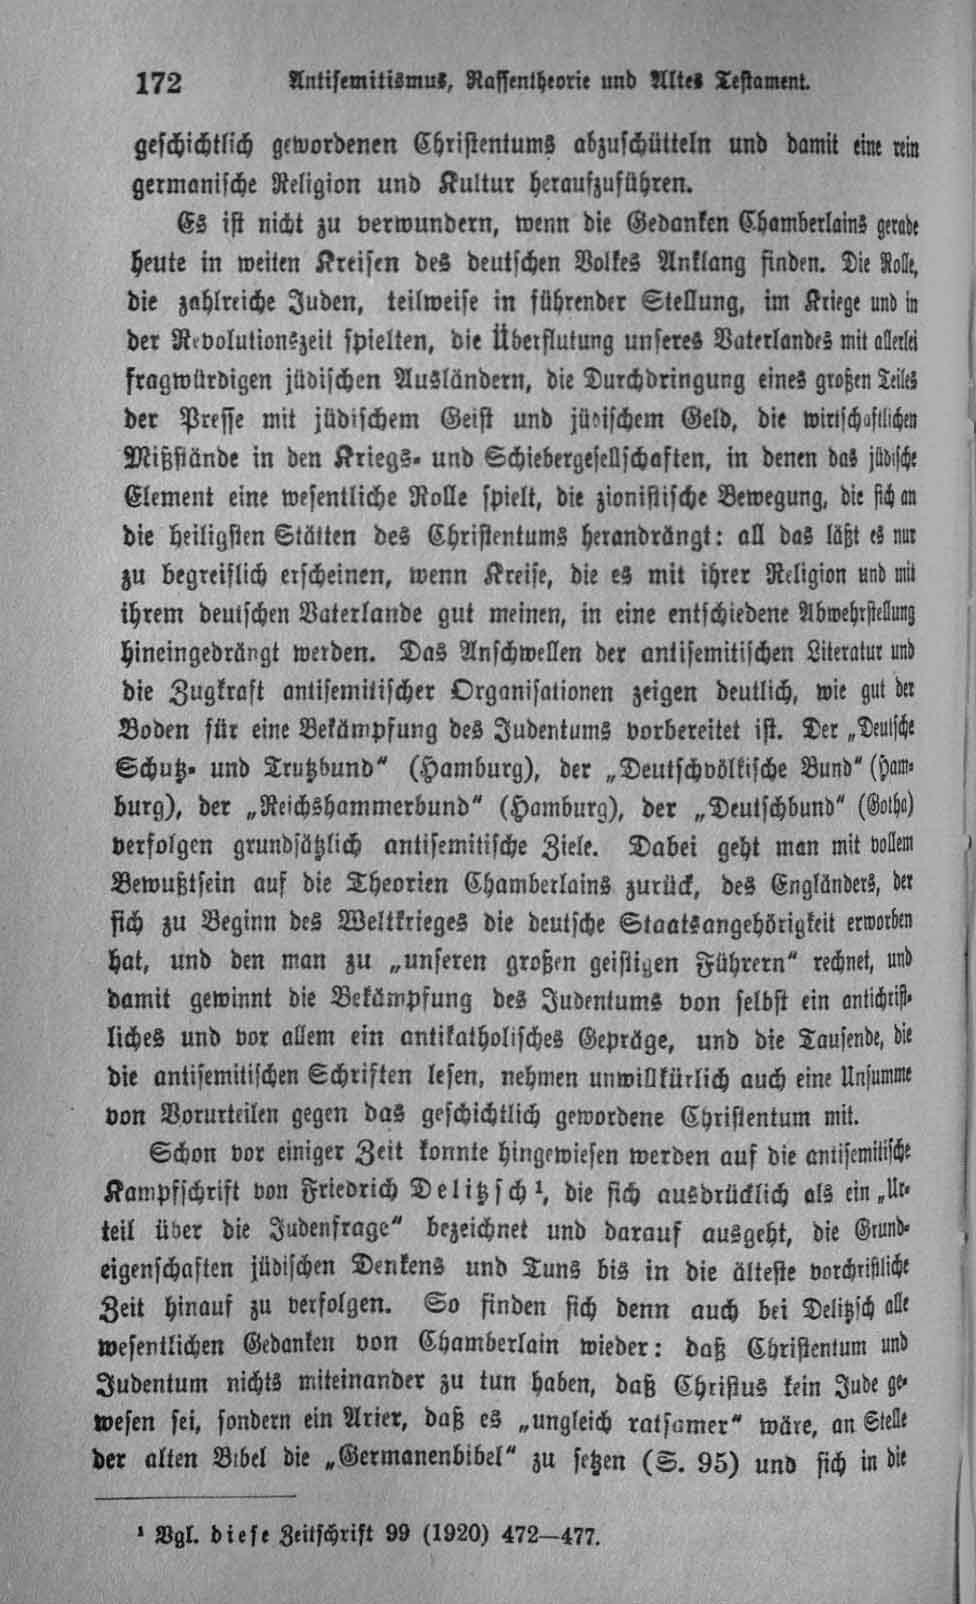 172 Antisemitismus, Rassentheorie und Altes Testament.
geschichtlich gewordenen Christentums abzuschütteln und damit eine rein
germanische Religion und Kultur heraufzuführen.
Es ist nicht zu verwundern, wenn die Gedanken Chamberlains gerade
heute in weiten Kreisen des deutschen Volkes Anklang finden. Die Rolle,
die zahlreiche Juden, teilweise in führender Stellung, im Kriege und in
der Revolutionszeit spielten, die Überflutung unseres Vaterlandes mit allerlei
fragwürdigen jüdischen Ausländern, die Durchdringung eines großen Teiles
der Presse mit jüdischem Geist und jüdischem Geld, die wirtschaftlichen
Mißstände in den Kriegs- und Schiebergesellschaften, in denen das jüdische
Element eine wesentliche Rolle spielt, die zionistische Bewegung, die sich an
die heiligsten Stätten des Christentums herandrängt: all das läßt es nur
zu begreiflich erscheinen, wenn Kreise, die es mit ihrer Religion und mit
ihrem deutschen Vaterlande gut meinen, in eine entschiedene Abwehrstellung
hineingedrängt werden. Das Anschwellen der antisemitischen Literatur und
die Zugkraft antisemitischer Organisationen zeigen deutlich, wie gut der
Boden für eine Bekämpfung des Judentums vorbereitet ist. Der „Deutsche
Schutz- und Trutzbund“ (Hamburg), der „Deutschvölkische Bund“ (Ham-
burg), der „Reichshammerbund“ (Hamburg), der „Deutschbund“ (Gotha)
verfolgen grundsätzlich antisemitische Ziele. Dabei geht man mit vollem
Bewußtsein auf die Theorien Chamberlains zurück, des Engländers, der
sich zu Beginn des Weltkrieges die deutsche Staatsangehörigkeit erworben
hat, und den man zu „unseren großen geistigen Führern“ rechnet, und
damit gewinnt die Bekämpfung des Judentums von selbst ein antichrist-
liches und vor allem ein antikatholisches Gepräge, und die Tausende, die
die antisemitischen Schriften lesen, nehmen unwillkürlich auch eine Unsumme
von Vorurteilen gegen das geschichtlich gewordene Christentum mit.
Schon vor einiger Zeit konnte hingewiesen werden auf die antisemitische
Kampfschrift von Friedrich Delitzsch¹, die sich ausdrücklich als ein „Ur-
teil über die Judenfrage“ bezeichnet und darauf ausgeht, die Grund-
eigenschaften jüdischen Denkens und Tuns bis in die älteste vorchristliche
Zeit hinauf zu verfolgen. So finden sich denn auch bei Delitzsch alle
wesentlichen Gedanken von Chamberlain wieder: daß Christentum und
Judentum nichts miteinander zu tun haben, daß Christus kein Jude ge-
wesen sei, sondern ein Arier, daß es „ungleich ratsamer“ wäre, an Stelle
der alten Bibel die „Germanenbibel“ zu setzen (S. 95) und sich in die
¹ Vgl. diese Zeitschrift 99 (1920) 472—477.